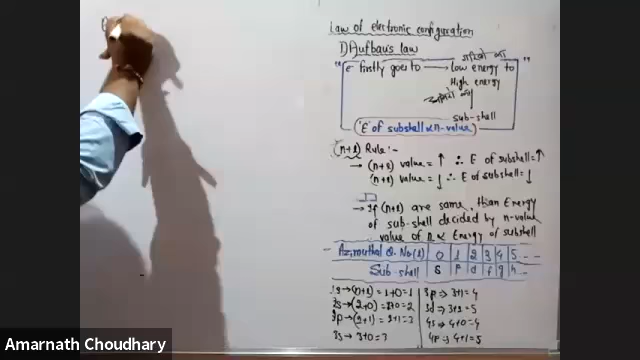 Law of electronic configuration
1) Aufbau's law
"e⁻ firstly goes to → Low energy to "
High energy
sub-shell
'E' of subshell ∝ n-value
(n+l) Rule:-
→ (n+l) value = ↑ ∴ E of subshell = ↑
(n+l) value = ↓ ∴ E of subshell = ↓
→ If (n+l) are same, than Energy
of sub-shell decided by n-value
value of n ∝ Energy of subshell
Azimuthal Q. No(l) 0 1 2 3 4 5 ...
Sub-shell s p d f g h ...
1s → (n+l) = 1+0=1
2s → (2+0) = 2+0=2
2p → (2+1) = 2+1=3
3s → 3+0=3
3p → 3+1=4
3d → 3+2=5
4s → 4+0=4
4p → 4+1=5
Amarnath Choudhary